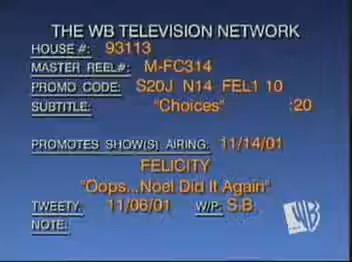 THE WB TELEVISION NETWORK
HOUSE #: 93113
MASTER REEL#: M-FC314
PROMO CODE: S20J N14 FEL1 10
SUBTITLE: "Choices" :20
PROMOTES SHOW(S) AIRING: 11/14/01
FELICITY
"Oops...Noel Did It Again"
TWEETY: 11/06/01 W/P: S.B.
NOTE:
WB